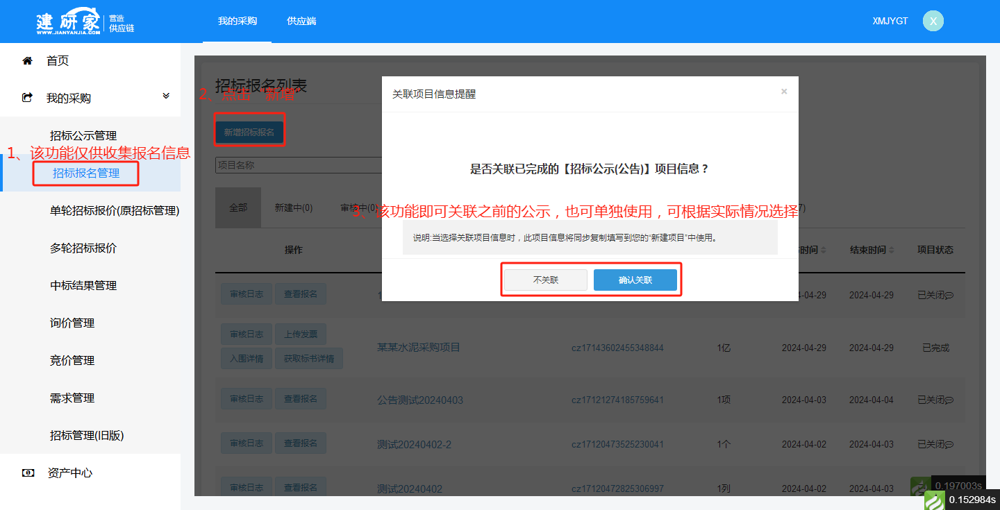 建研家
WWW.JIANYANJIA.COM
营造
供应链
我的采购
供应端
XMJYGT
X
首页
我的采购
招标公示管理
1、该功能仅供收集报名信息
招标报名管理
单轮招标报价(原招标管理)
多轮招标报价
中标结果管理
询价管理
竞价管理
需求管理
招标管理(旧版)
资产中心
招标报名列表
2、点击“新增”
新增招标报名
项目名称
全部
新建中(0)
审核中(0)
7)
关联项目信息提醒
×
是否关联已完成的【招标公示(公告)】项目信息？
3、该功能即可关联之前的公示，也可单独使用，可根据实际情况选择
说明:当选择关联项目信息时，此项目信息将同步复制填写到您的“新建项目”中使用。
不关联
确认关联
操作
时间
结束时间
项目状态
审核日志 查看报名 -04-29 2024-04-29 已关闭
审核日志 上传发票
入围详情 获取标书详情
某某水泥采购项目 cz17143602455348844 1亿 2024-04-29 2024-04-29 已完成
审核日志 查看报名 公告测试20240403 cz17121274185759641 1项 2024-04-03 2024-04-04 已关闭
审核日志 查看报名 测试20240402-2 cz17120473525230041 1个 2024-04-02 2024-04-03 已关闭
审核日志 查看报名 测试20240402 cz17120472825306997 1列 2024-04-02 2024-04-03
0.197003s
0.152984s